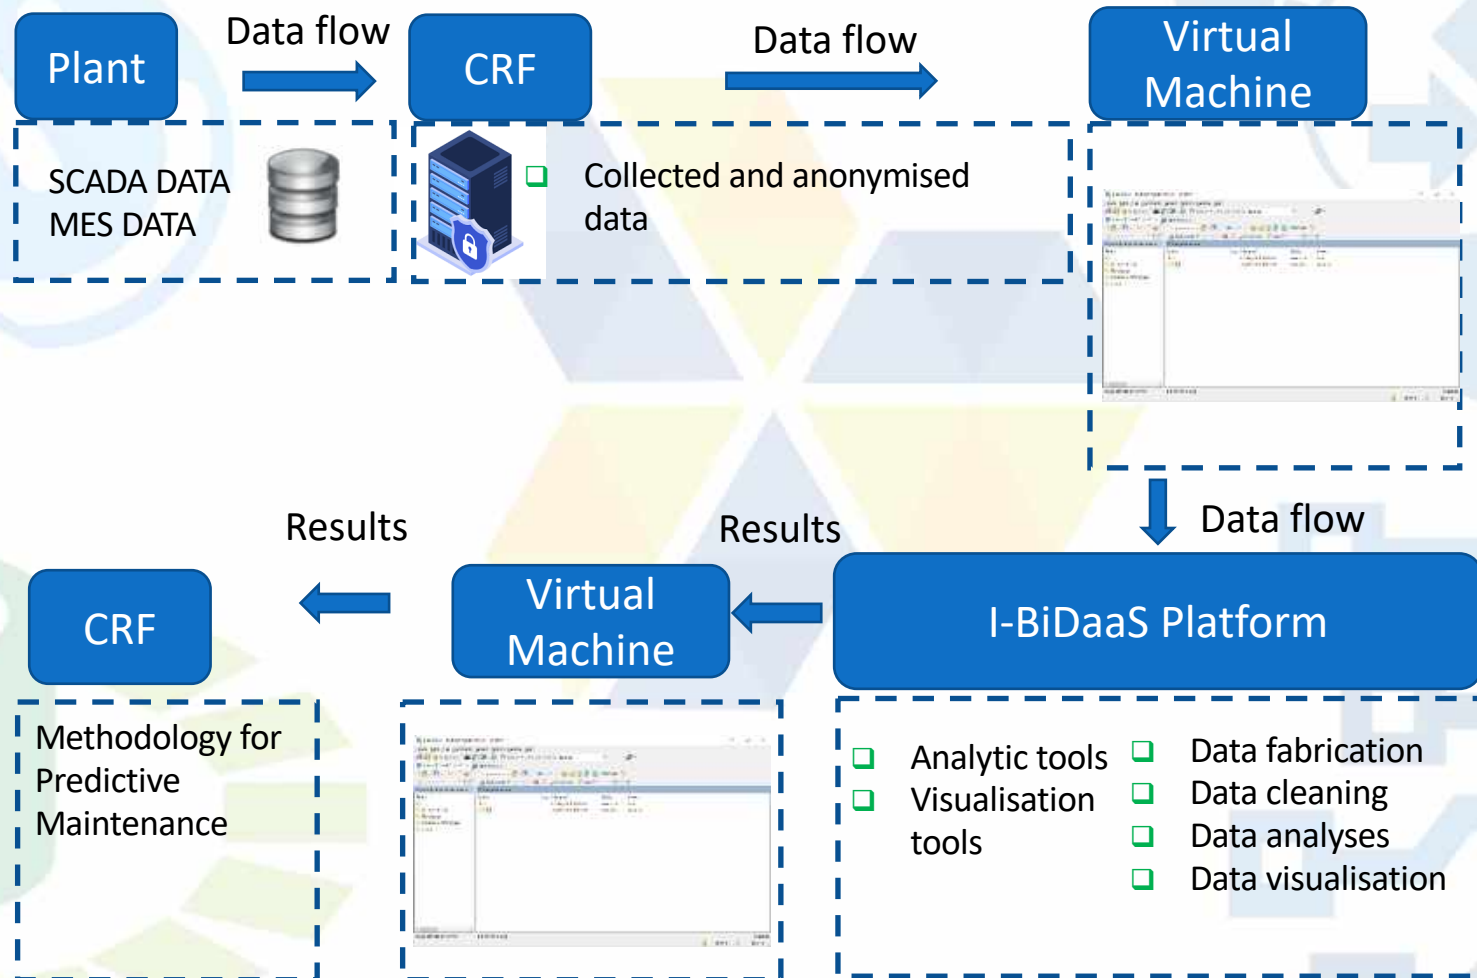 Plant
Data flow
CRF
Data flow
Virtual
Machine
SCADA DATA
MES DATA
Collected and anonymised
data
Data flow
Results
Results
CRF
Virtual
Machine
I-BiDaaS Platform
Methodology for
Predictive
Maintenance
Analytic tools
Visualisation
tools
Data fabrication
Data cleaning
Data analyses
Data visualisation